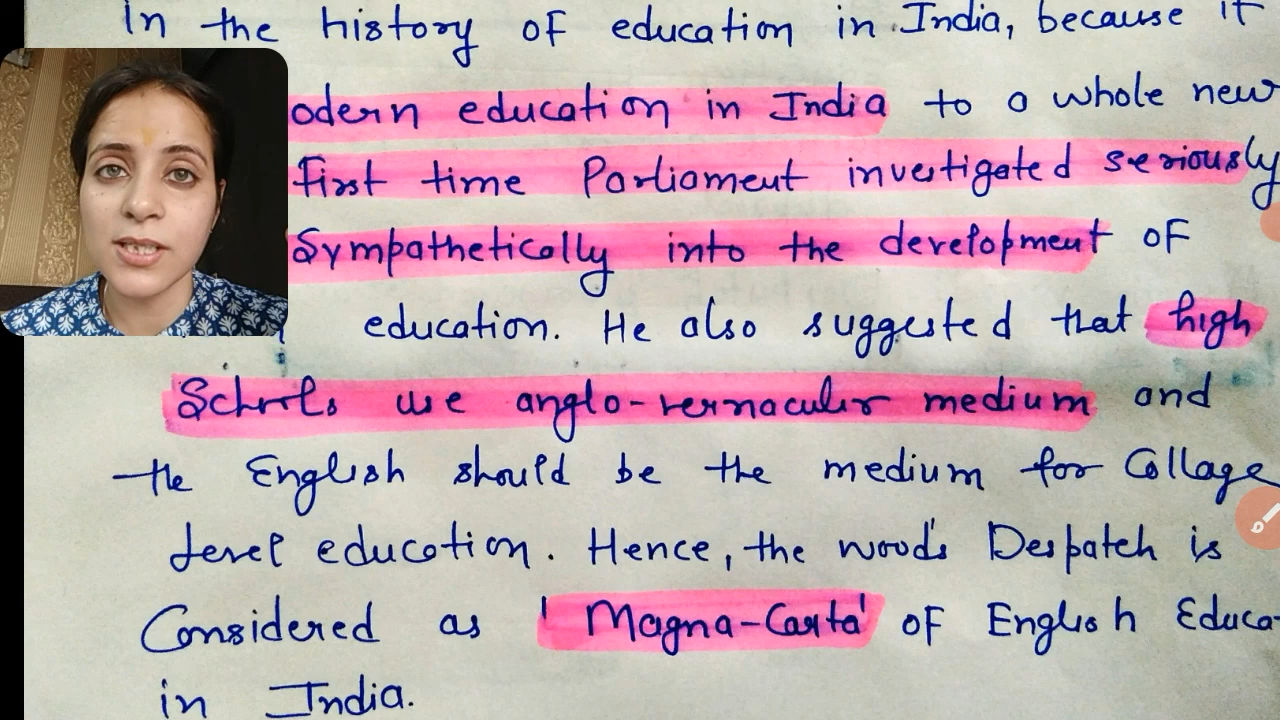 in the history of education in India, because it
odern education in India to a whole new
First time Parliament investigated seriously
Sympathetically into the development of
education. He also suggested that high
Schools use anglo-vernacular medium and
the English should be the medium for Collage
level education. Hence, the wood's Despatch is
Considered as 'Magna-Carta' of English Educa-
in India.